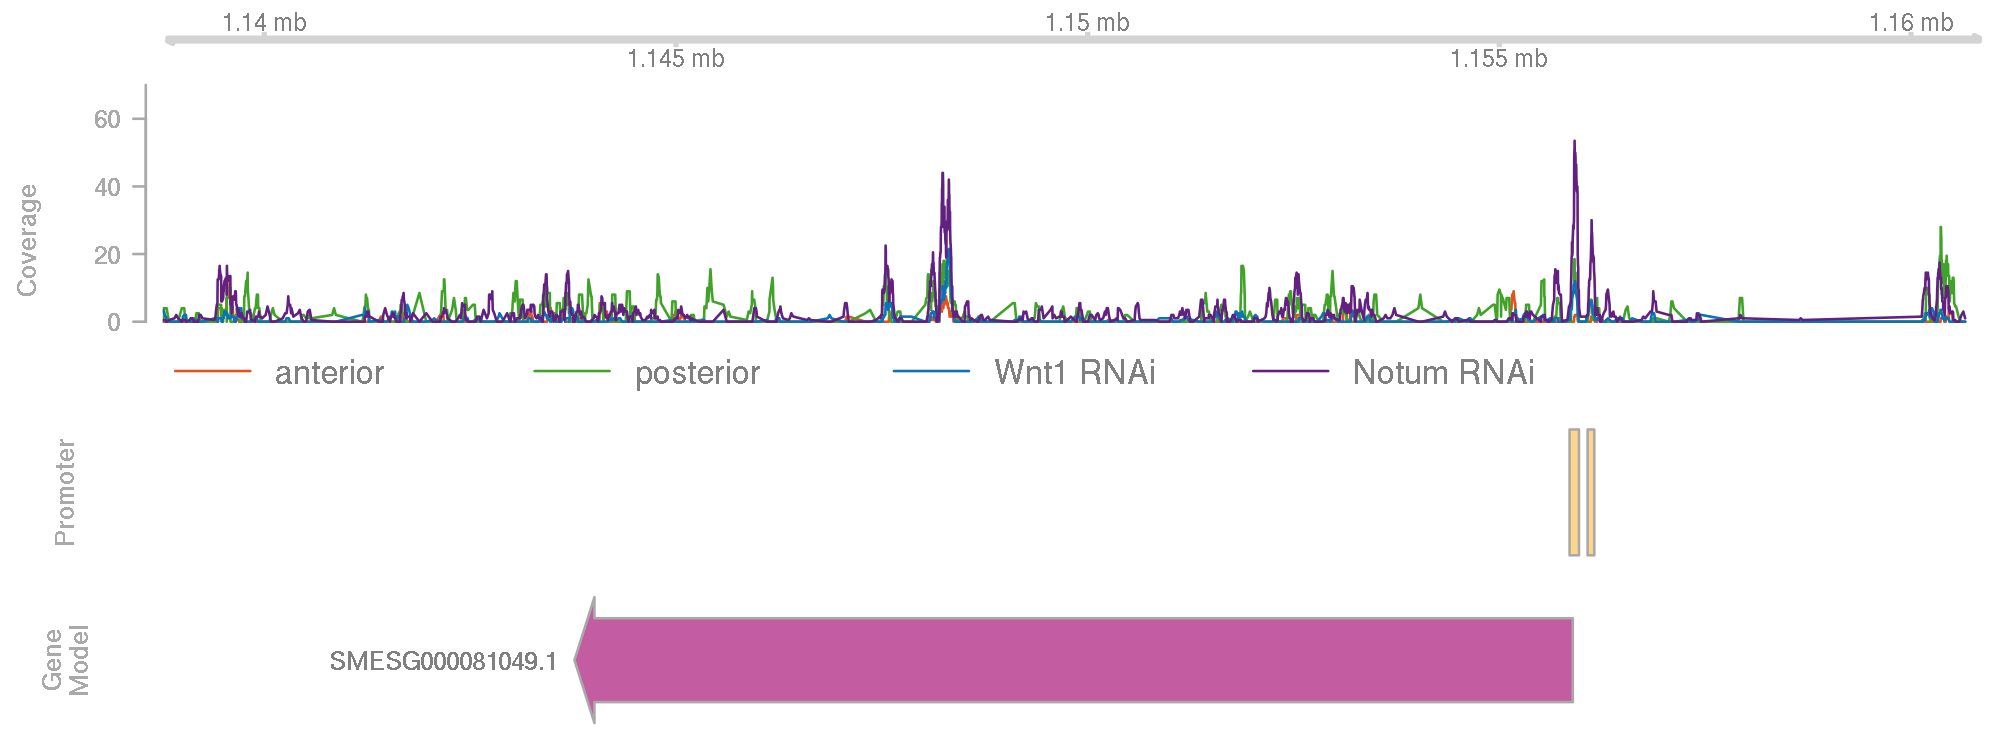 1.14 mb
1.15 mb
1.16 mb
1.145 mb
1.155 mb
Coverage
60
40
20
0
anterior
posterior
Wnt1 RNAi
Notum RNAi
Promoter
Gene
Model
SMESG000081049.1